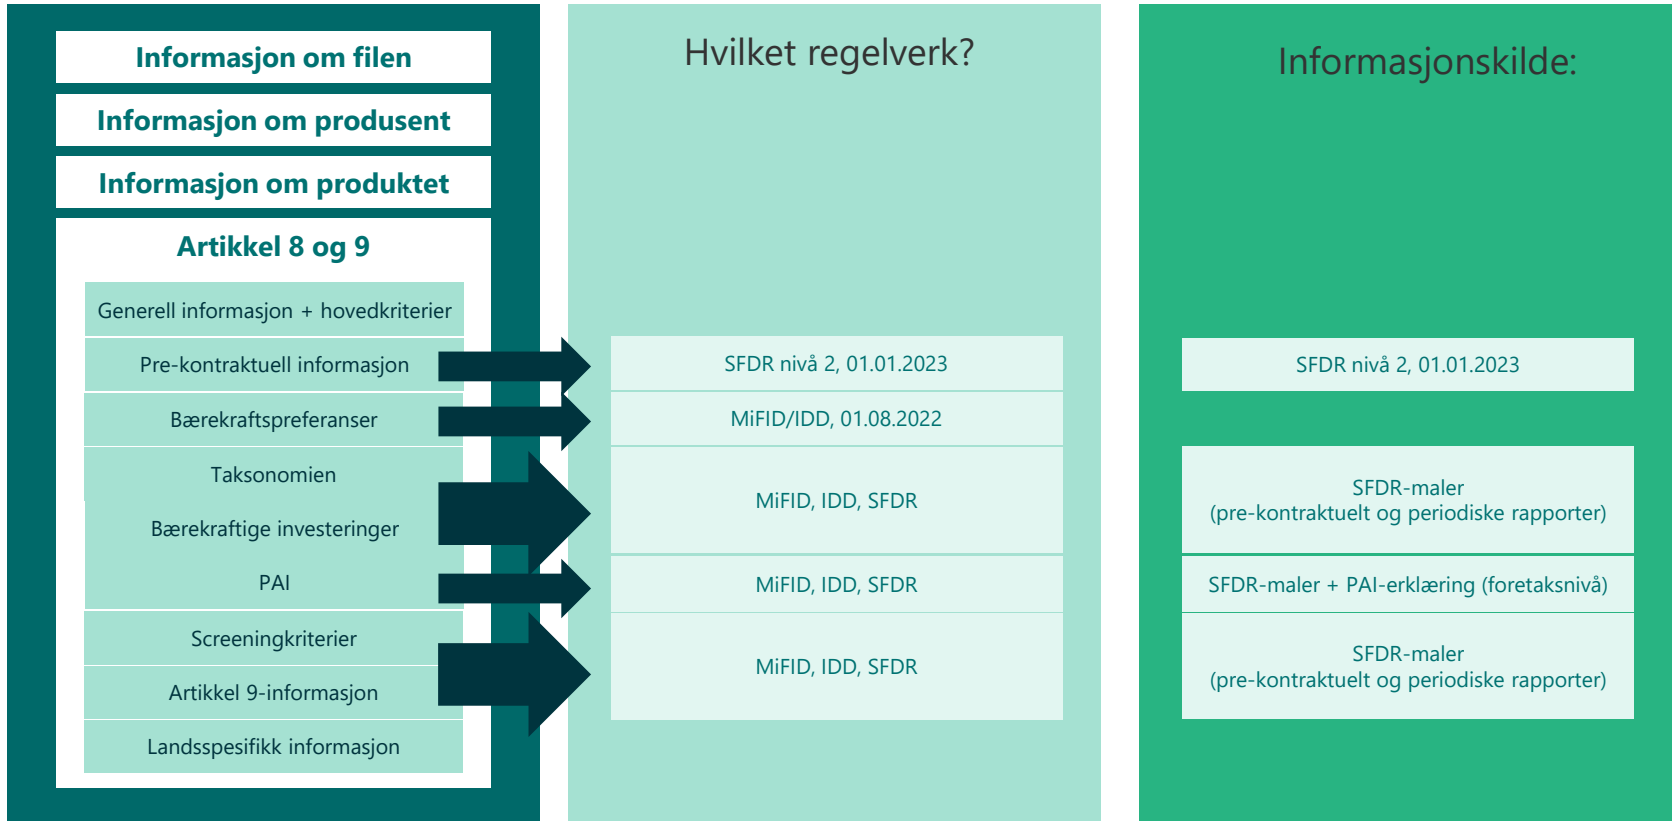 Informasjon om filen
Informasjon om produsent
Informasjon om produktet
Artikkel 8 og 9
Generell informasjon + hovedkriterier
Pre-kontraktuell informasjon
Bærekraftspreferanser
Taksonomien
Bærekraftige investeringer
PAI
Screeningkriterier
Artikkel 9-informasjon
Landsspesifikk informasjon
Hvilket regelverk?
SFDR nivå 2, 01.01.2023
MiFID/IDD, 01.08.2022
MiFID, IDD, SFDR
MiFID, IDD, SFDR
MiFID, IDD, SFDR
Informasjonskilde:
SFDR nivå 2, 01.01.2023
SFDR-maler
(pre-kontraktuelt og periodiske rapporter)
SFDR-maler + PAI-erklæring (foretaksnivå)
SFDR-maler
(pre-kontraktuelt og periodiske rapporter)